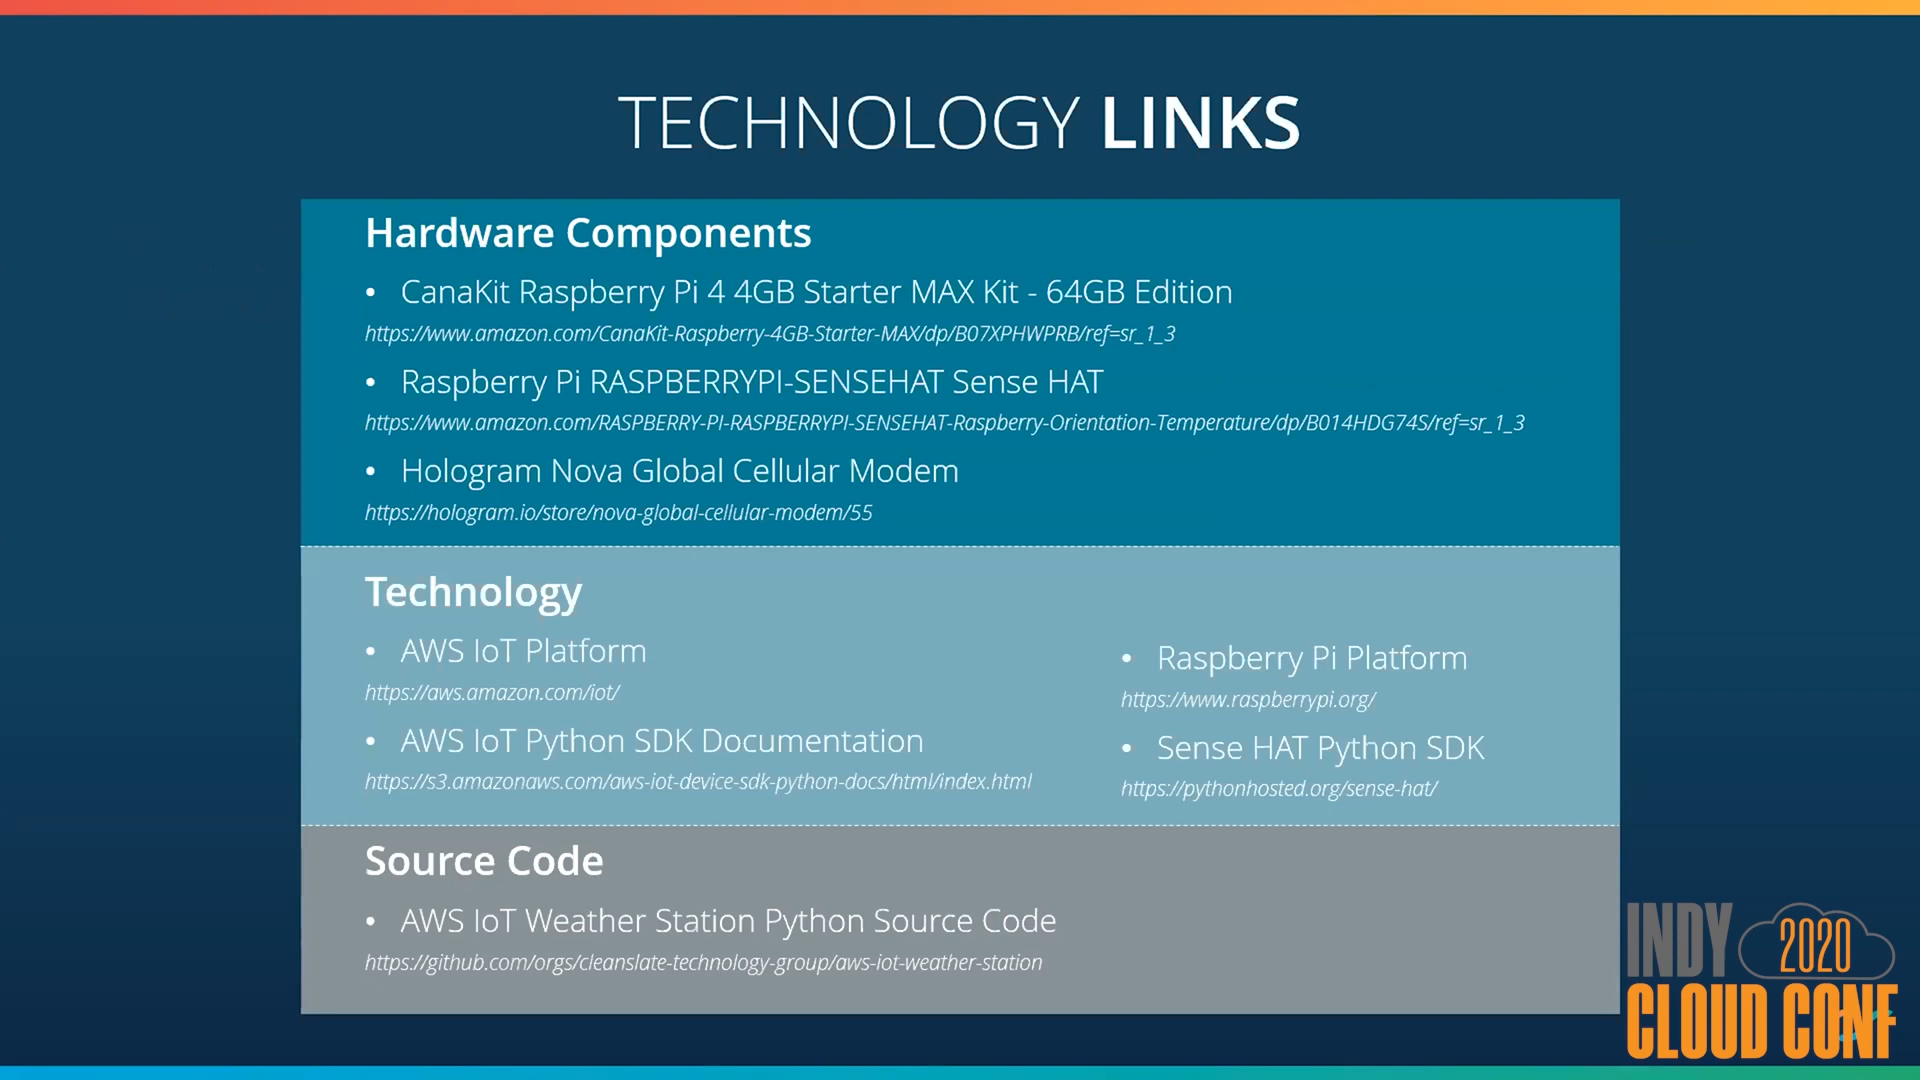 TECHNOLOGY LINKS
Hardware Components
• CanaKit Raspberry Pi 4 4GB Starter MAX Kit - 64GB Edition
https://www.amazon.com/CanaKit-Raspberry-4GB-Starter-MAX/dp/B07XPHWPRB/ref=sr_1_3
• Raspberry Pi RASPBERRYPI-SENSEHAT Sense HAT
https://www.amazon.com/RASPBERRY-PI-RASPBERRYPI-SENSEHAT-Raspberry-Orientation-Temperature/dp/B014HDG74S/ref=sr_1_3
• Hologram Nova Global Cellular Modem
https://hologram.io/store/nova-global-cellular-modem/55
Technology
• AWS IoT Platform
https://aws.amazon.com/iot/
• AWS IoT Python SDK Documentation
https://s3.amazonaws.com/aws-iot-device-sdk-python-docs/html/index.html
• Raspberry Pi Platform
https://www.raspberrypi.org/
• Sense HAT Python SDK
https://pythonhosted.org/sense-hat/
Source Code
• AWS IoT Weather Station Python Source Code
https://github.com/orgs/cleanslate-technology-group/aws-iot-weather-station
INDY 2020
CLOUD CONF